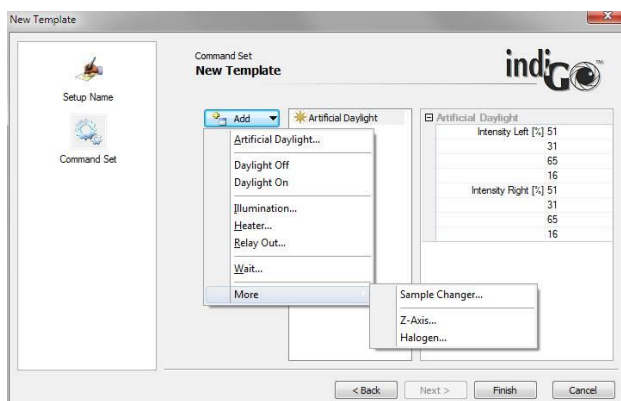 New Template
Setup Name
Command Set
Command Set
New Template
indiGo™
Add
Artificial Daylight...
Daylight Off
Daylight On
Illumination...
Heater...
Relay Out...
Wait...
More
Sample Changer...
Z-Axis...
Halogen...
Artificial Daylight
Artificial Daylight
Intensity Left [%] 51
31
65
16
Intensity Right [%] 51
31
65
16
< Back
Next >
Finish
Cancel